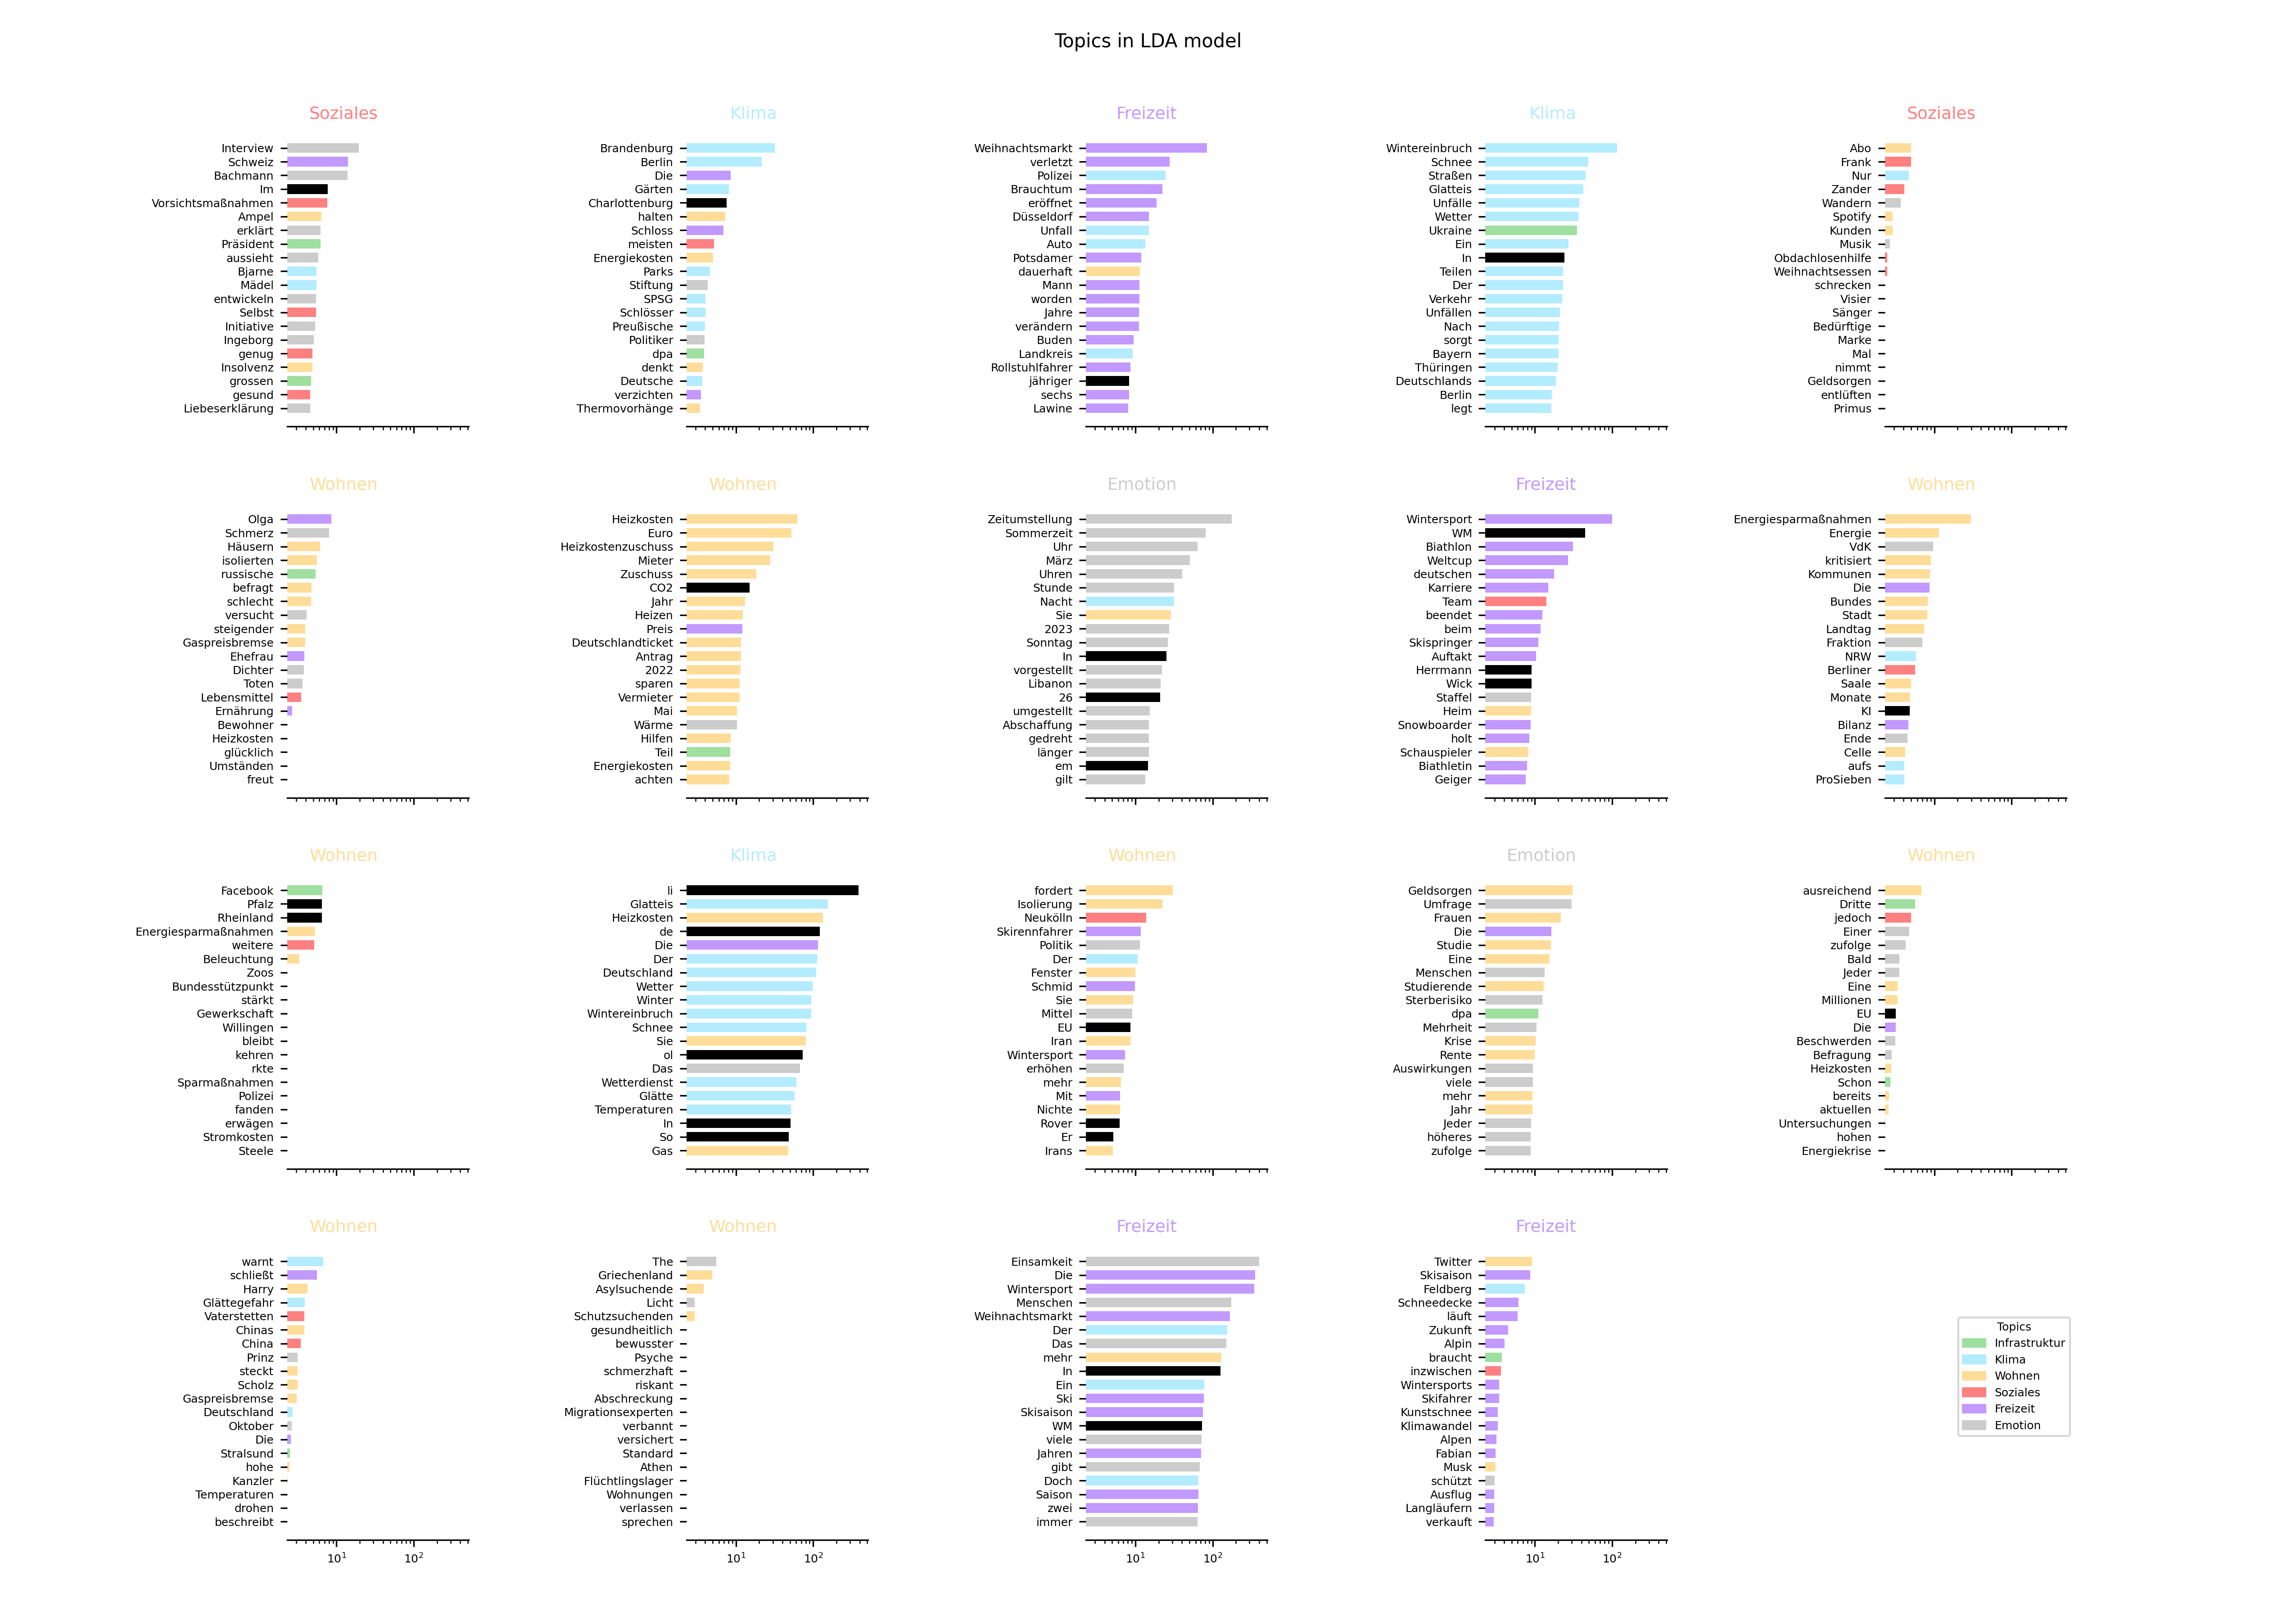 Topics in LDA model
Soziales
Interview
Schweiz
Bachmann
Im
Vorsichtsmaßnahmen
Ampel
erklärt
Präsident
aussieht
Bjarne
Mädel
entwickeln
Selbst
Initiative
Ingeborg
genug
Insolvenz
grossen
gesund
Liebeserklärung
Klima
Brandenburg
Berlin
Die
Gärten
Charlottenburg
halten
Schloss
meisten
Energiekosten
Parks
Stiftung
SPSG
Schlösser
Preußische
Politiker
dpa
denkt
Deutsche
verzichten
Thermovorhänge
Freizeit
Weihnachtsmarkt
verletzt
Polizei
Brauchtum
eröffnet
Düsseldorf
Unfall
Auto
Potsdamer
dauerhaft
Mann
worden
Jahre
verändern
Buden
Landkreis
Rollstuhlfahrer
jähriger
sechs
Lawine
Klima
Wintereinbruch
Schnee
Straßen
Glatteis
Unfälle
Wetter
Ukraine
Ein
In
Teilen
Der
Verkehr
Unfällen
Nach
sorgt
Bayern
Thüringen
Deutschlands
Berlin
legt
Soziales
Abo
Frank
Nur
Zander
Wandern
Spotify
Kunden
Musik
Obdachlosenhilfe
Weihnachtsessen
schrecken
Visier
Sänger
Bedürftige
Marke
Mal
nimmt
Geldsorgen
entlüften
Primus
Wohnen
Olga
Schmerz
Häusern
isolierten
russische
befragt
schlecht
versucht
steigender
Gaspreisbremse
Ehefrau
Dichter
Toten
Lebensmittel
Ernährung
Bewohner
Heizkosten
glücklich
Umständen
freut
Wohnen
Heizkosten
Euro
Heizkostenzuschuss
Mieter
Zuschuss
CO2
Jahr
Heizen
Preis
Deutschlandticket
Antrag
2022
sparen
Vermieter
Mai
Wärme
Hilfen
Teil
Energiekosten
achten
Emotion
Zeitumstellung
Sommerzeit
Uhr
März
Uhren
Stunde
Nacht
Sie
2023
Sonntag
In
vorgestellt
Libanon
26
umgestellt
Abschaffung
gedreht
länger
em
gilt
Freizeit
Wintersport
WM
Biathlon
Weltcup
deutschen
Karriere
Team
beendet
beim
Skispringer
Auftakt
Herrmann
Wick
Staffel
Heim
Snowboarder
holt
Schauspieler
Biathletin
Geiger
Wohnen
Energiesparmaßnahmen
Energie
VdK
kritisiert
Kommunen
Die
Bundes
Stadt
Landtag
Fraktion
NRW
Berliner
Saale
Monate
KI
Bilanz
Ende
Celle
aufs
ProSieben
Wohnen
Facebook
Pfalz
Rheinland
Energiesparmaßnahmen
weitere
Beleuchtung
Zoos
Bundesstützpunkt
stärkt
Gewerkschaft
Willingen
bleibt
kehren
rkte
Sparmaßnahmen
Polizei
fanden
erwägen
Stromkosten
Steele
Klima
li
Glatteis
Heizkosten
de
Die
Der
Deutschland
Wetter
Winter
Wintereinbruch
Schnee
Sie
ol
Das
Wetterdienst
Glätte
Temperaturen
In
So
Gas
Wohnen
fordert
Isolierung
Neukölln
Skirennfahrer
Politik
Der
Fenster
Schmid
Sie
Mittel
EU
Iran
Wintersport
erhöhen
mehr
Mit
Nichte
Rover
Er
Irans
Emotion
Geldsorgen
Umfrage
Frauen
Die
Studie
Eine
Menschen
Studierende
Sterberisiko
dpa
Mehrheit
Krise
Rente
Auswirkungen
viele
mehr
Jahr
Jeder
höheres
zufolge
Wohnen
ausreichend
Dritte
jedoch
Einer
zufolge
Bald
Jeder
Eine
Millionen
EU
Die
Beschwerden
Befragung
Heizkosten
Schon
bereits
aktuellen
Untersuchungen
hohen
Energiekrise
Wohnen
warnt
schließt
Harry
Glättegefahr
Vaterstetten
Chinas
China
Prinz
steckt
Scholz
Gaspreisbremse
Deutschland
Oktober
Die
Stralsund
hohe
Kanzler
Temperaturen
drohen
beschreibt
10¹ 10²
Wohnen
The
Griechenland
Asylsuchende
Licht
Schutzsuchenden
gesundheitlich
bewusster
Psyche
schmerzhaft
riskant
Abschreckung
Migrationsexperten
verbannt
versichert
Standard
Athen
Flüchtlingslager
Wohnungen
verlassen
sprechen
10¹ 10²
Freizeit
Einsamkeit
Die
Wintersport
Menschen
Weihnachtsmarkt
Der
Das
mehr
In
Ein
Ski
Skisaison
WM
viele
Jahren
gibt
Doch
Saison
zwei
immer
10¹ 10²
Freizeit
Twitter
Skisaison
Feldberg
Schneedecke
läuft
Zukunft
Alpin
braucht
inzwischen
Wintersports
Skifahrer
Kunstschnee
Klimawandel
Alpen
Fabian
Musk
schützt
Ausflug
Langläufern
verkauft
10¹ 10²
Topics
Infrastruktur
Klima
Wohnen
Soziales
Freizeit
Emotion